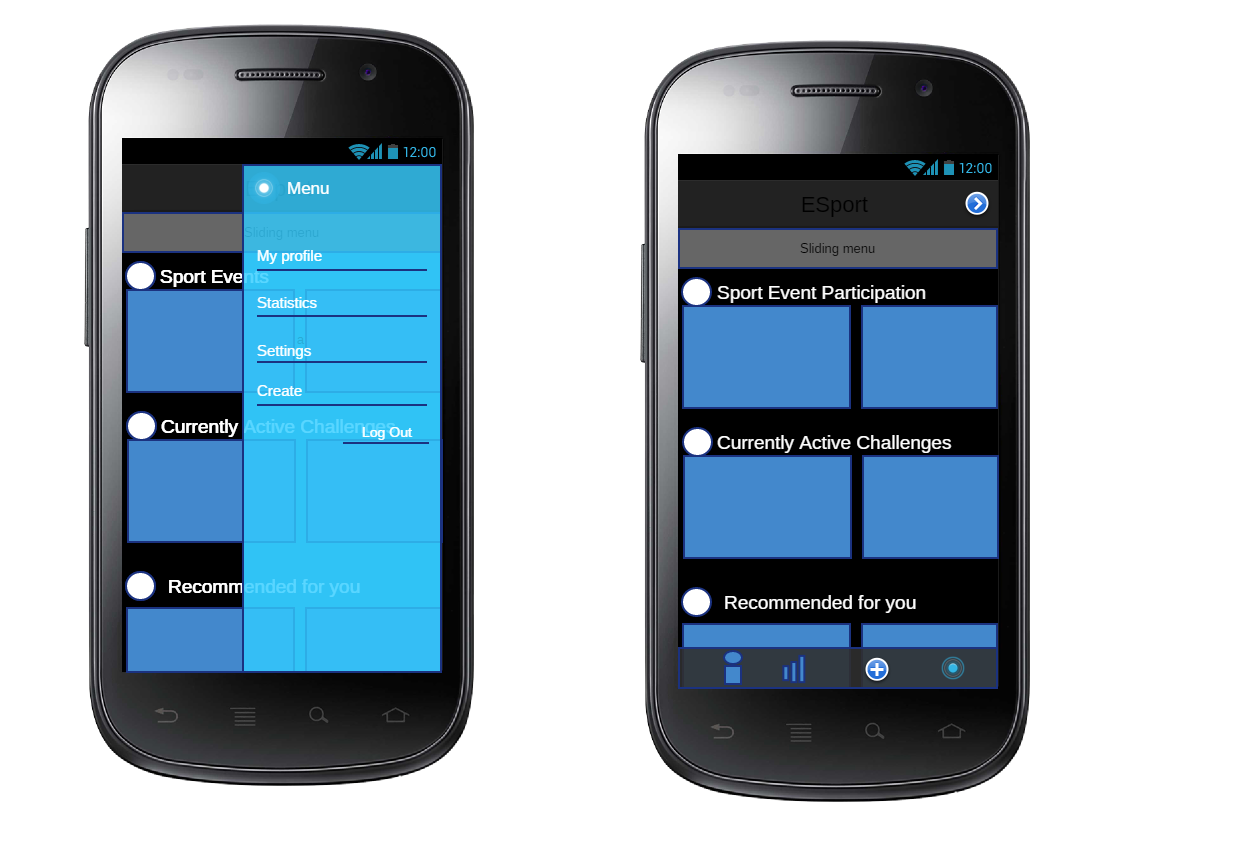 12:00
Menu
Sliding menu
My profile
Sport Events
Statistics
Settings
Create
Currently Active Challenges
Log Out
Recommended for you
12:00
ESport
Sliding menu
Sport Event Participation
Currently Active Challenges
Recommended for you